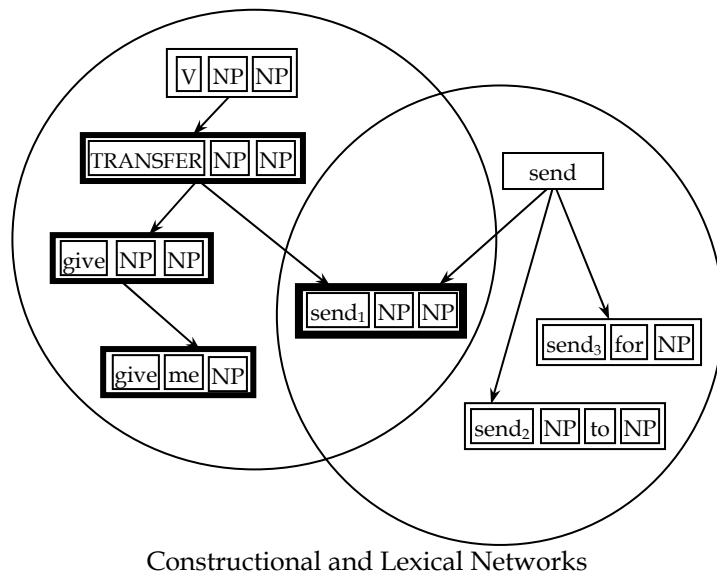 V NP NP
TRANSFER NP NP
send
give NP NP
send₁ NP NP
send₃ for NP
give me NP
send₂ NP to NP
Constructional and Lexical Networks